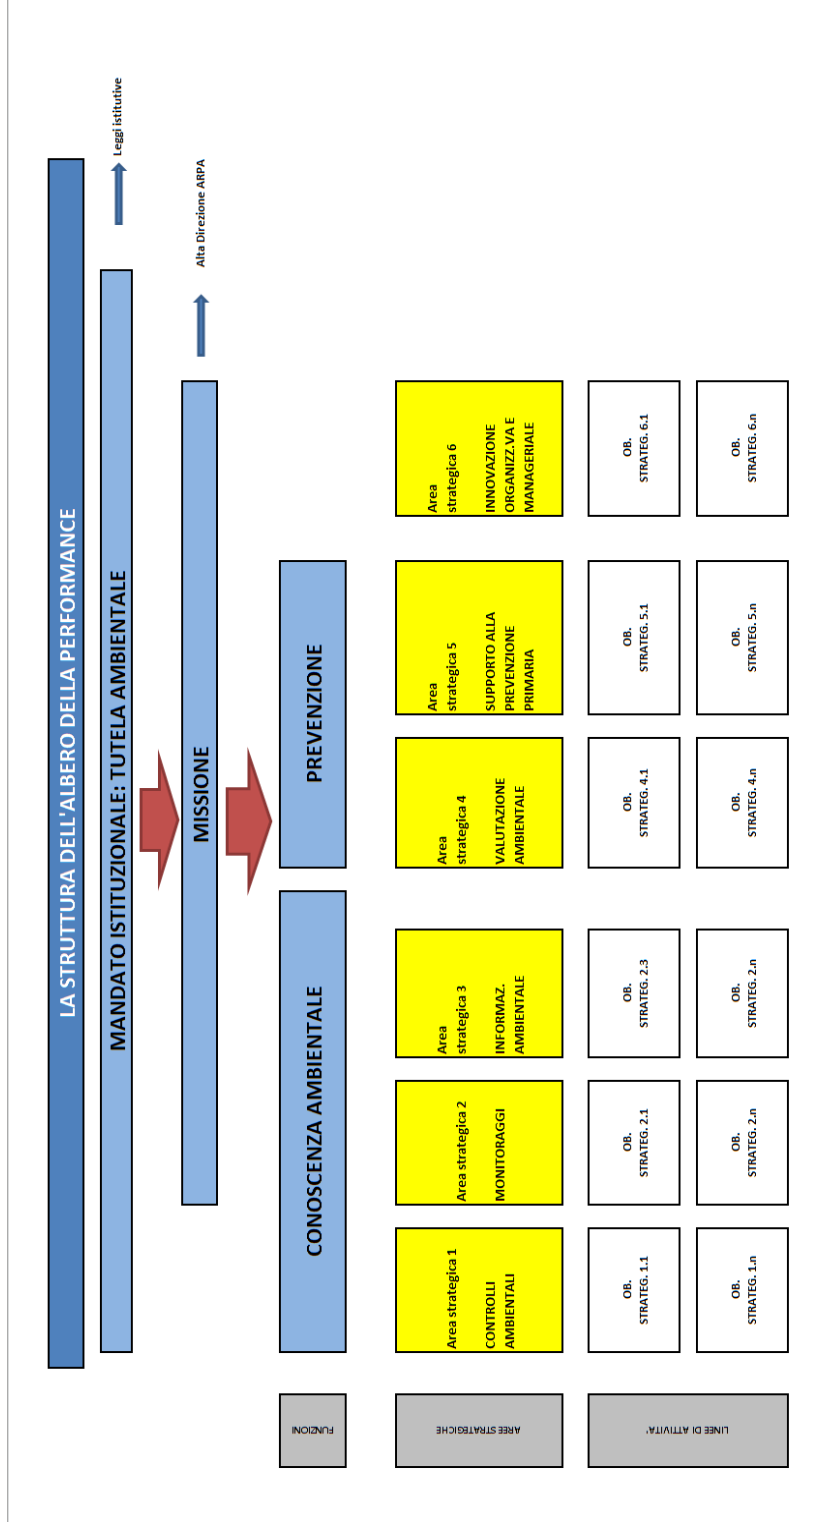 LA STRUTTURA DELL'ALBERO DELLA PERFORMANCE
MANDATO ISTITUZIONALE: TUTELA AMBIENTALE
Leggi istitutive
MISSIONE
Alta Direzione ARPA
FUNZIONI
CONOSCENZA AMBIENTALE
PREVENZIONE
AREE STRATEGICHE
Area strategica 1
CONTROLLI
AMBIENTALI
Area strategica 2
MONITORAGGI
Area
strategica 3
INFORMAZ.
AMBIENTALE
Area
strategica 4
VALUTAZIONE
AMBIENTALE
Area
strategica 5
SUPPORTO ALLA
PREVENZIONE
PRIMARIA
Area
strategica 6
INNOVAZIONE
ORGANIZZ.VA E
MANAGERIALE
LINEE DI ATTIVITA'
OB.
STRATEG. 1.1
OB.
STRATEG. 2.1
OB.
STRATEG. 2.3
OB.
STRATEG. 4.1
OB.
STRATEG. 5.1
OB.
STRATEG. 6.1
OB.
STRATEG. 1.n
OB.
STRATEG. 2.n
OB.
STRATEG. 2.n
OB.
STRATEG. 4.n
OB.
STRATEG. 5.n
OB.
STRATEG. 6.n